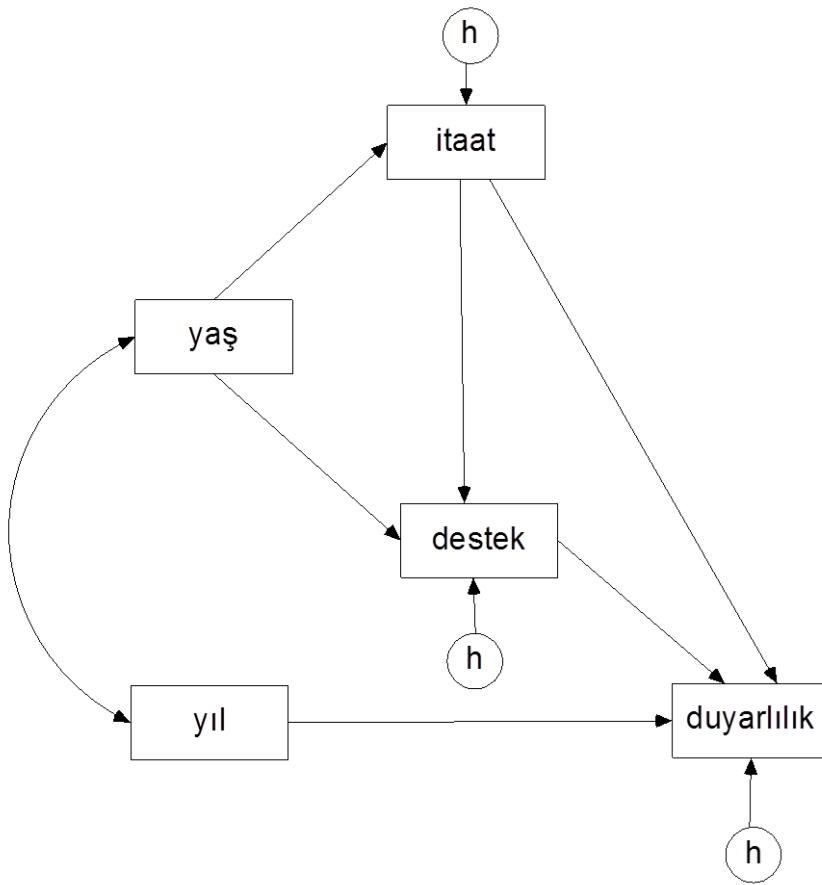 h
itaat
yaş
destek
h
yıl
duyarlılık
h